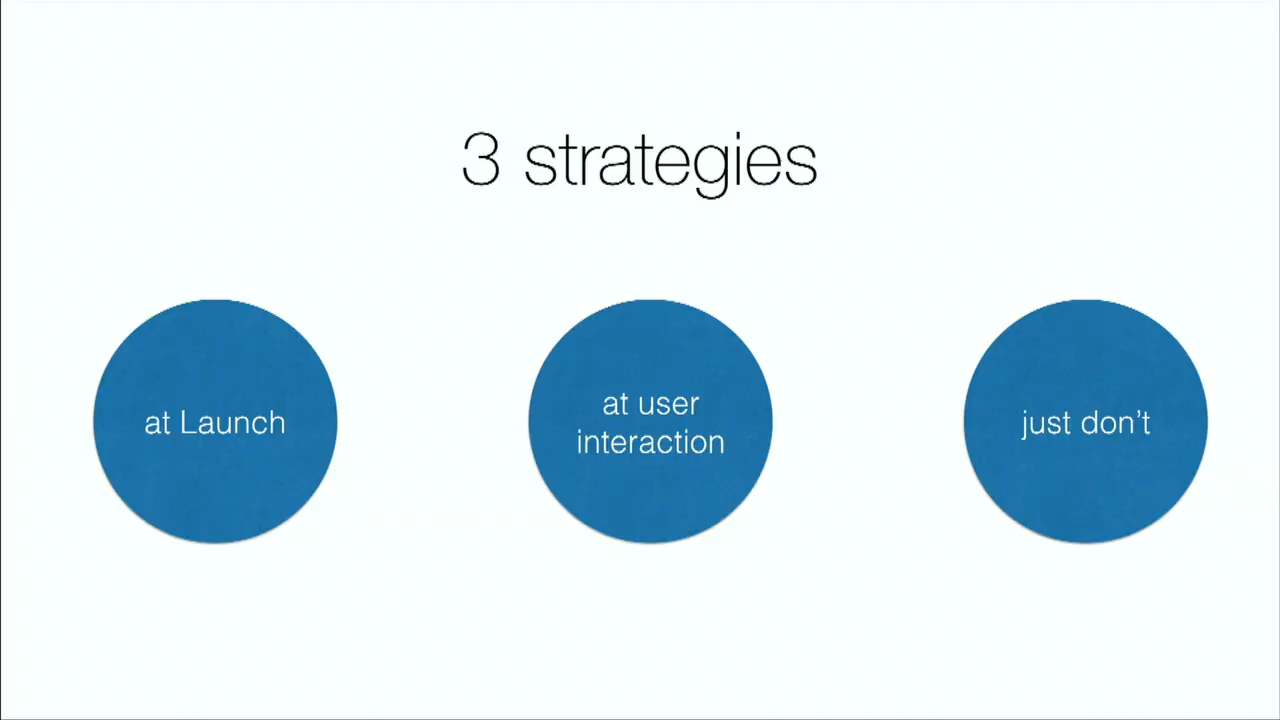 3 strategies
at Launch
at user
interaction
just don’t